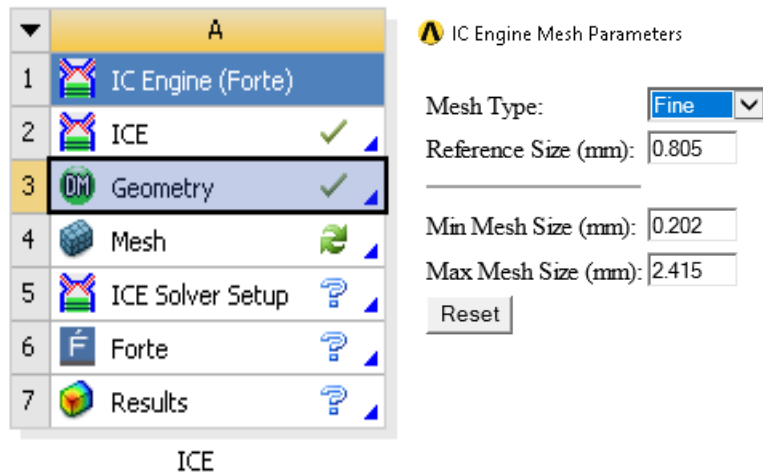 A
1 IC Engine (Forte)
2 ICE
3 DM Geometry
4 Mesh
5 ICE Solver Setup ?
6 F Forte ?
7 Results ?
ICE
IC Engine Mesh Parameters
Mesh Type: Fine
Reference Size (mm): 0.805
Min Mesh Size (mm): 0.202
Max Mesh Size (mm): 2.415
Reset